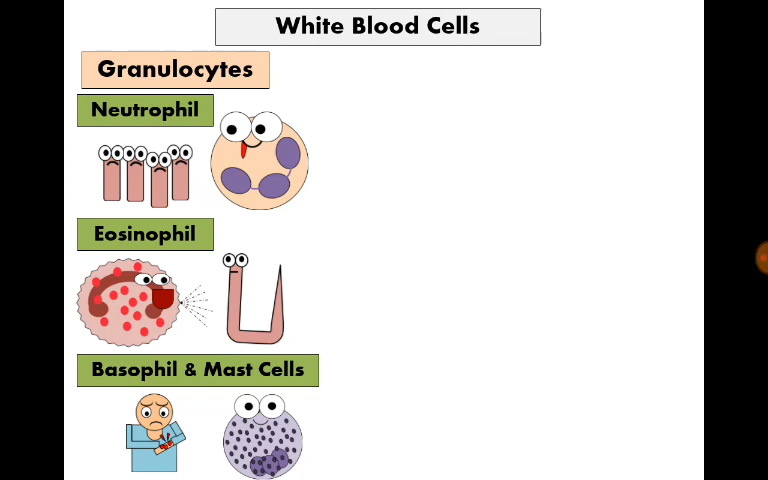 White Blood Cells
Granulocytes
Neutrophil
Eosinophil
Basophil & Mast Cells